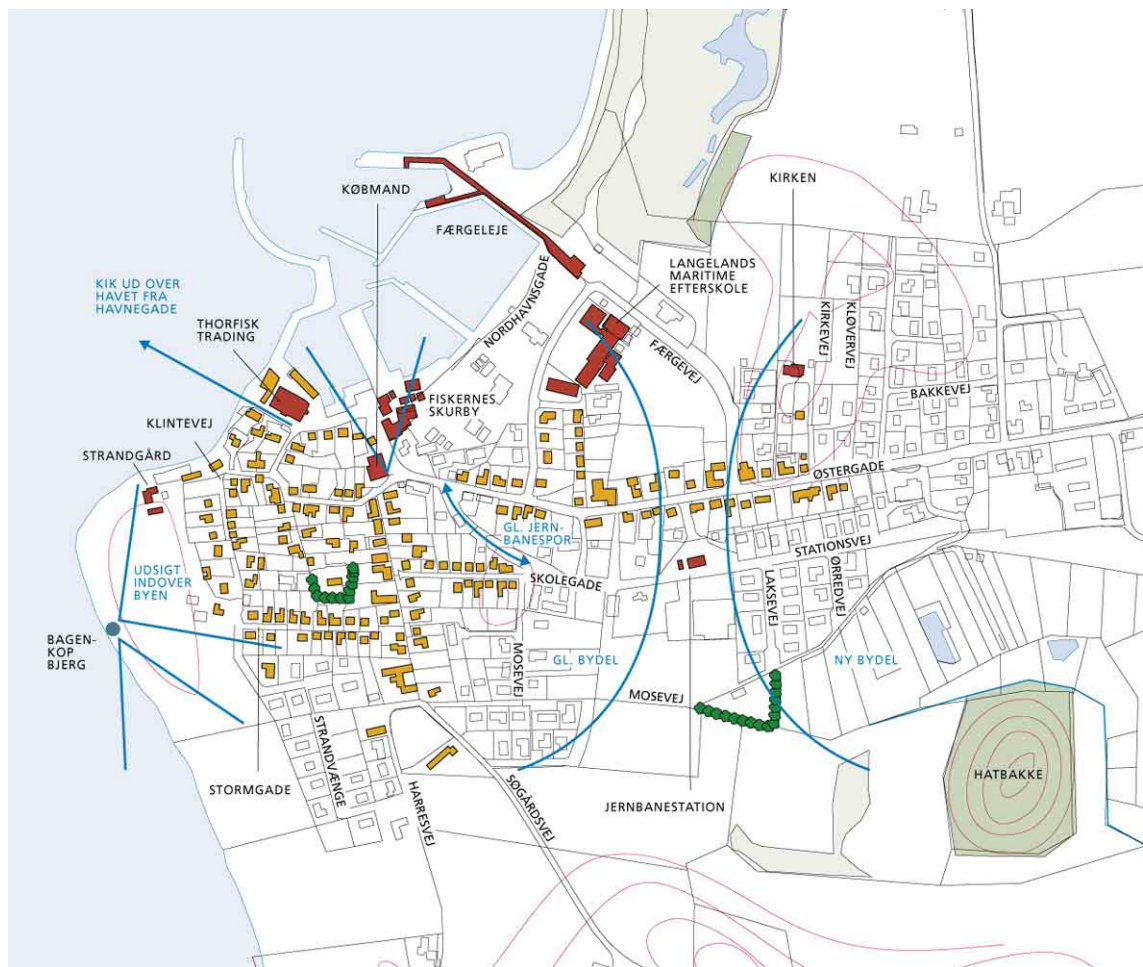 KIRKEN
KØBMAND
FÆRGELEJE
LANGELANDS
MARITIME
EFTERSKOLE
NORDHAVNSGADE
KIK UD OVER
HAVET FRA
HAVNEGADE
THORFISK
TRADING
FÆRGEVEJ
KIRKEVEJ
KLØVERVEJ
BAKKEVEJ
FISKERNES
SKURBY
KLINTEVEJ
STRANDGÅRD
ØSTERGADE
GL. JERN-
BANESPOR
STATIONSVEJ
SKOLEGADE
UDSIGT
INDOVER
BYEN
LAKSEVEJ
ØRREDVEJ
BAGEN-
KOP
BJERG
MOSEVEJ
GL. BYDEL
NY BYDEL
MOSEVEJ
STRANDVÆNGE
STORMGADE
HARRESVEJ
SØGÅRDSVEJ
JERNBANESTATION
HATBAKKE